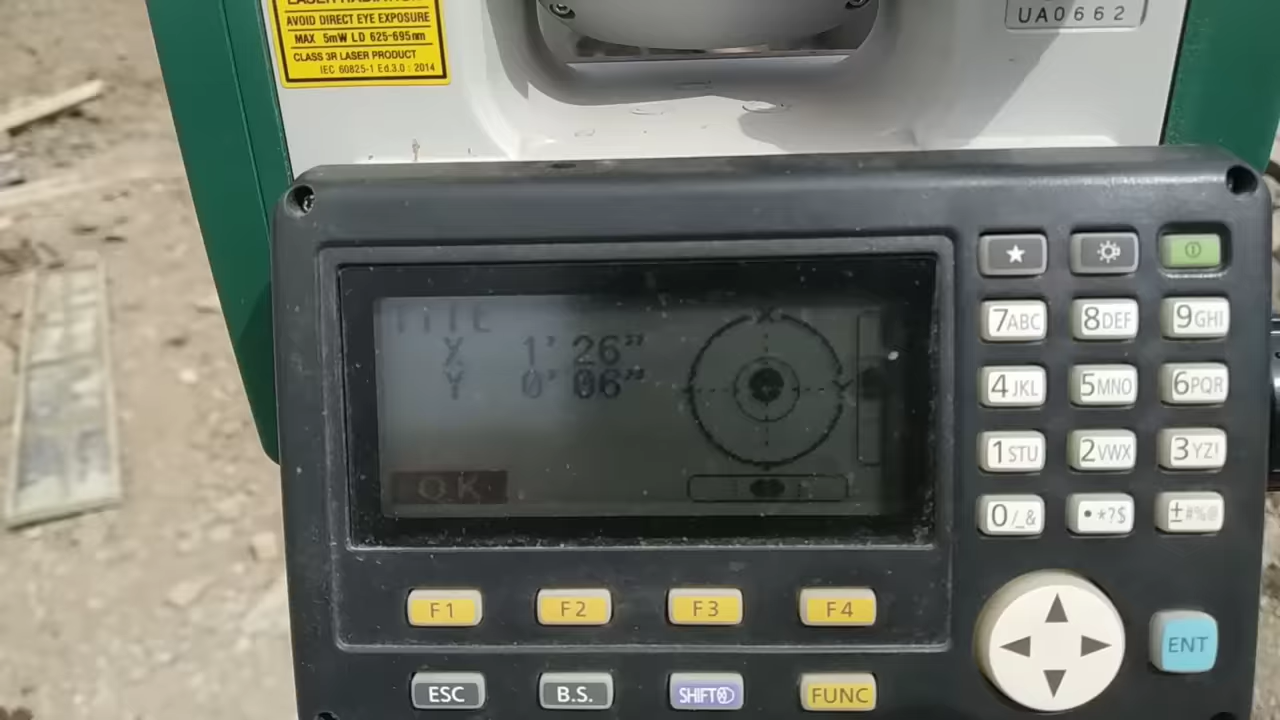 AVOID DIRECT EYE EXPOSURE
MAX 5mW LD 625-695nm
CLASS 3R LASER PRODUCT
IEC 60825-1 Ed.3.0 : 2014
UA0662
X 1' 26"
Y 0' 06"
X
Y
OK
7ABC 8DEF 9GHI
4JKL 5MNO 6PQR
1STU 2VWX 3YZ!
0/_& •*?$ ±#%@
F1 F2 F3 F4
ENT
ESC B.S. SHIFT FUNC